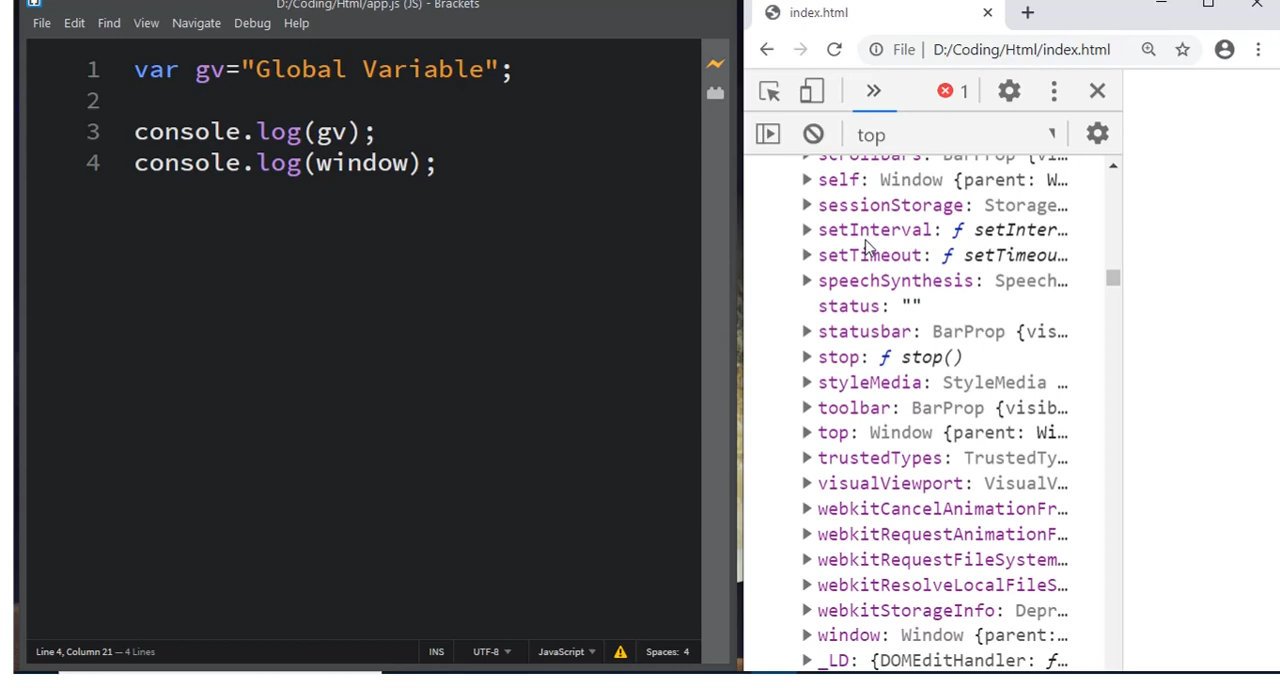 D:/Coding/Html/app.js (JS) - Brackets
File Edit Find View Navigate Debug Help
1 var gv="Global Variable";
2
3 console.log(gv);
4 console.log(window);
Line 4, Column 21 — 4 Lines
INS UTF-8 JavaScript Spaces: 4
index.html
File D:/Coding/Html/index.html
1
top
scrollbars: BarProp {vis…
self: Window {parent: W…
sessionStorage: Storage…
setInterval: ƒ setInter…
setTimeout: ƒ setTimeou…
speechSynthesis: Speech…
status: ""
statusbar: BarProp {vis…
stop: ƒ stop()
styleMedia: StyleMedia …
toolbar: BarProp {visib…
top: Window {parent: Wi…
trustedTypes: TrustedTy…
visualViewport: VisualV…
webkitCancelAnimationFr…
webkitRequestAnimationF…
webkitRequestFileSystem…
webkitResolveLocalFileS…
webkitStorageInfo: Depr…
window: Window {parent:…
_LD: {DOMEditHandler: ƒ…